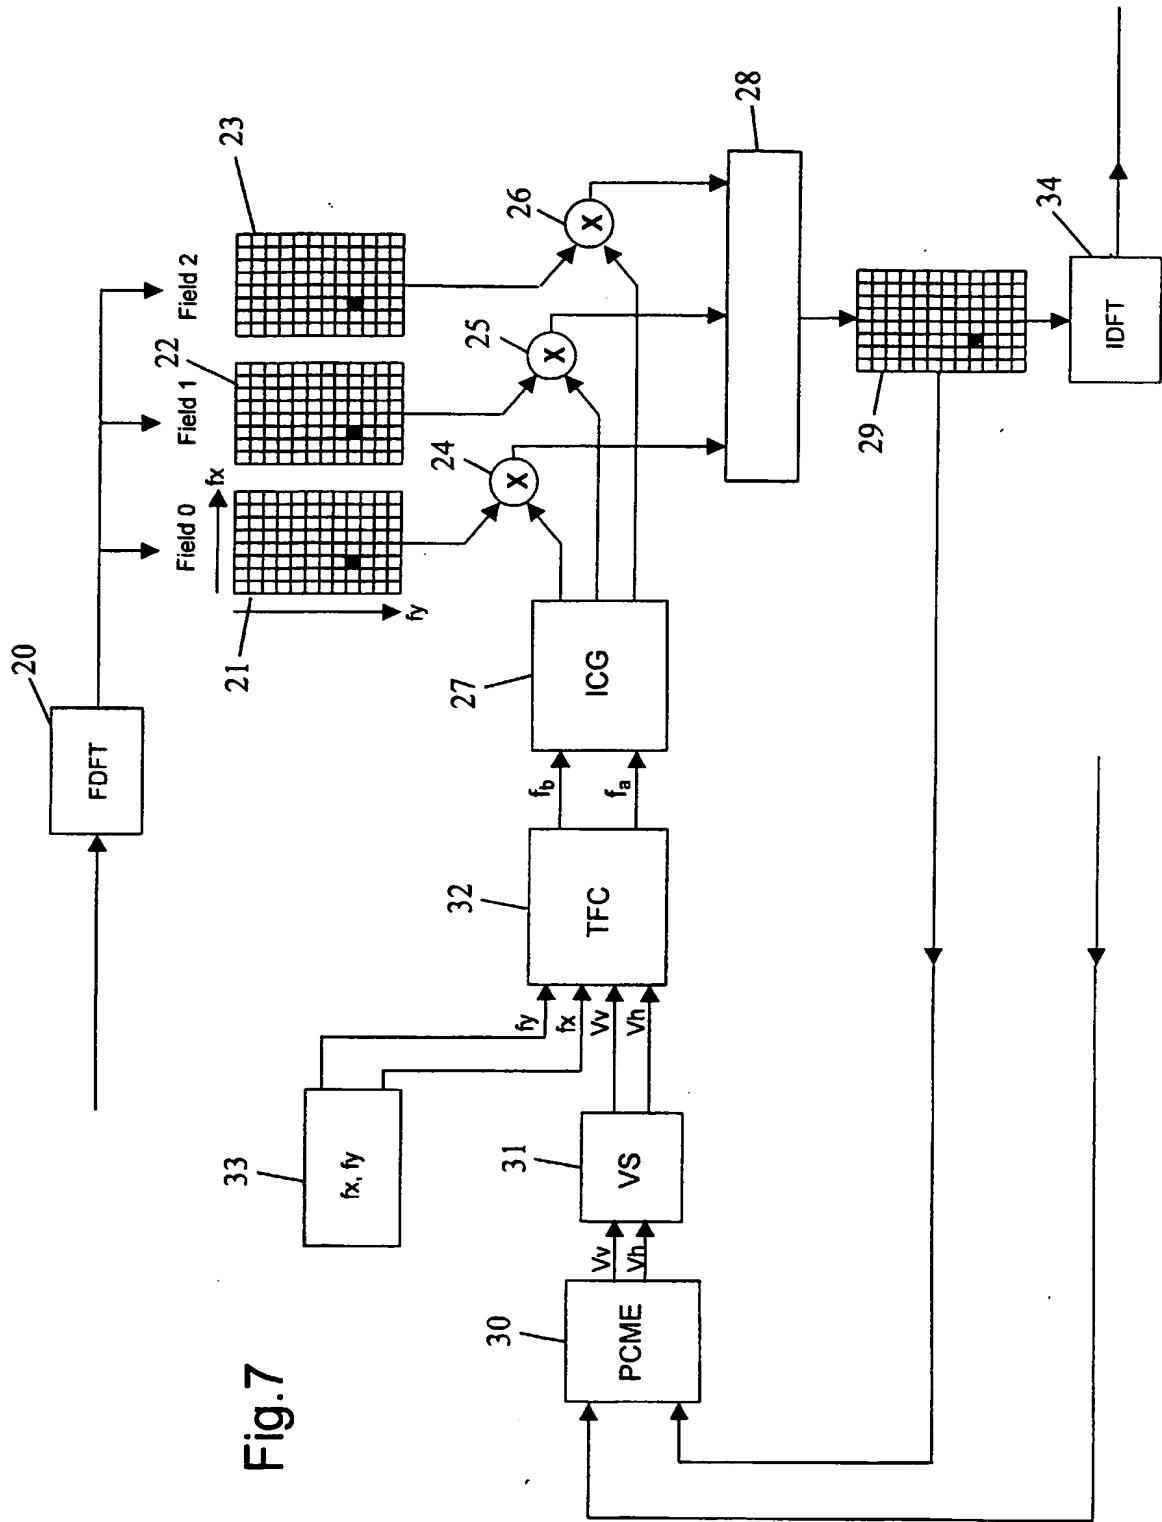 20
FDFT
Field 0
Field 1
Field 2
fx
fy
21
22
23
24
25
26
X
X
X
27
ICG
28
29
34
IDFT
fb
fa
32
TFC
fy
fx
Vv
Vh
33
fx, fy
31
VS
Vv
Vh
30
PCME
Fig.7